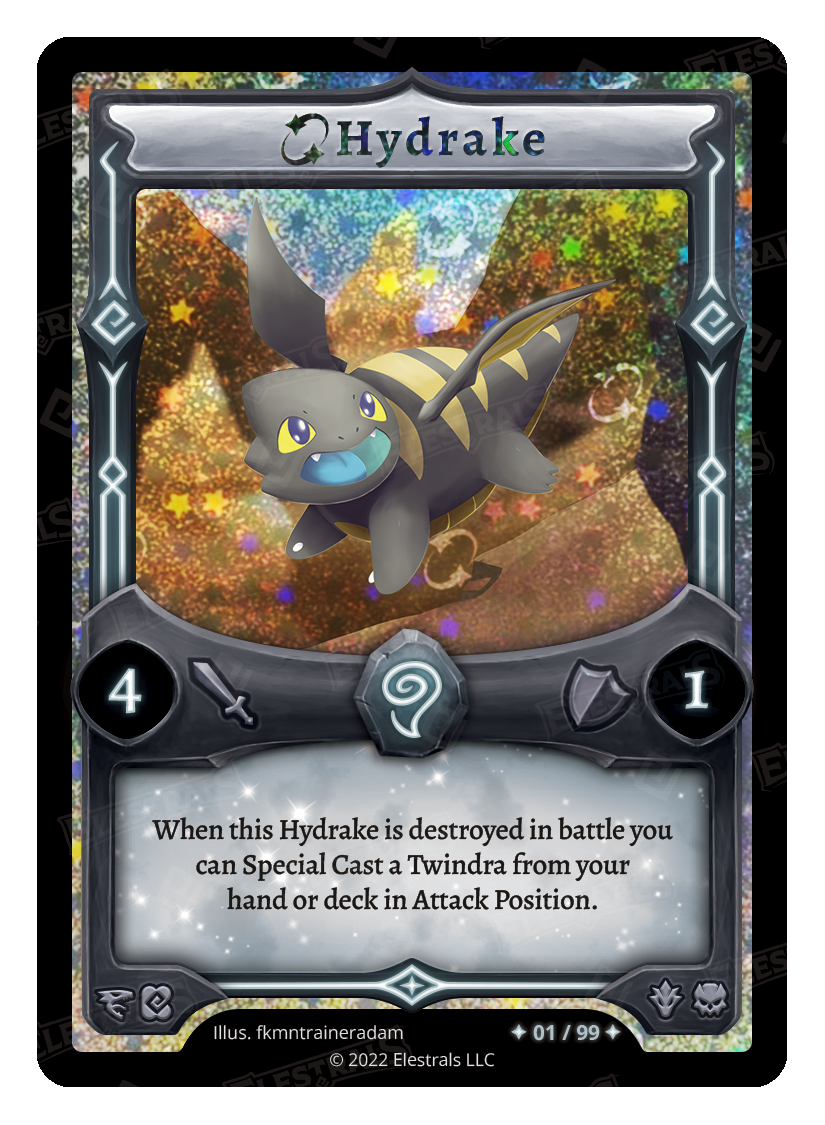 Hydrake
4
1
When this Hydrake is destroyed in battle you
can Special Cast a Twindra from your
hand or deck in Attack Position.
Illus. fkmntraineradam
✦ 01 / 99 ✦
© 2022 Elestrals LLC
ELESTRALS